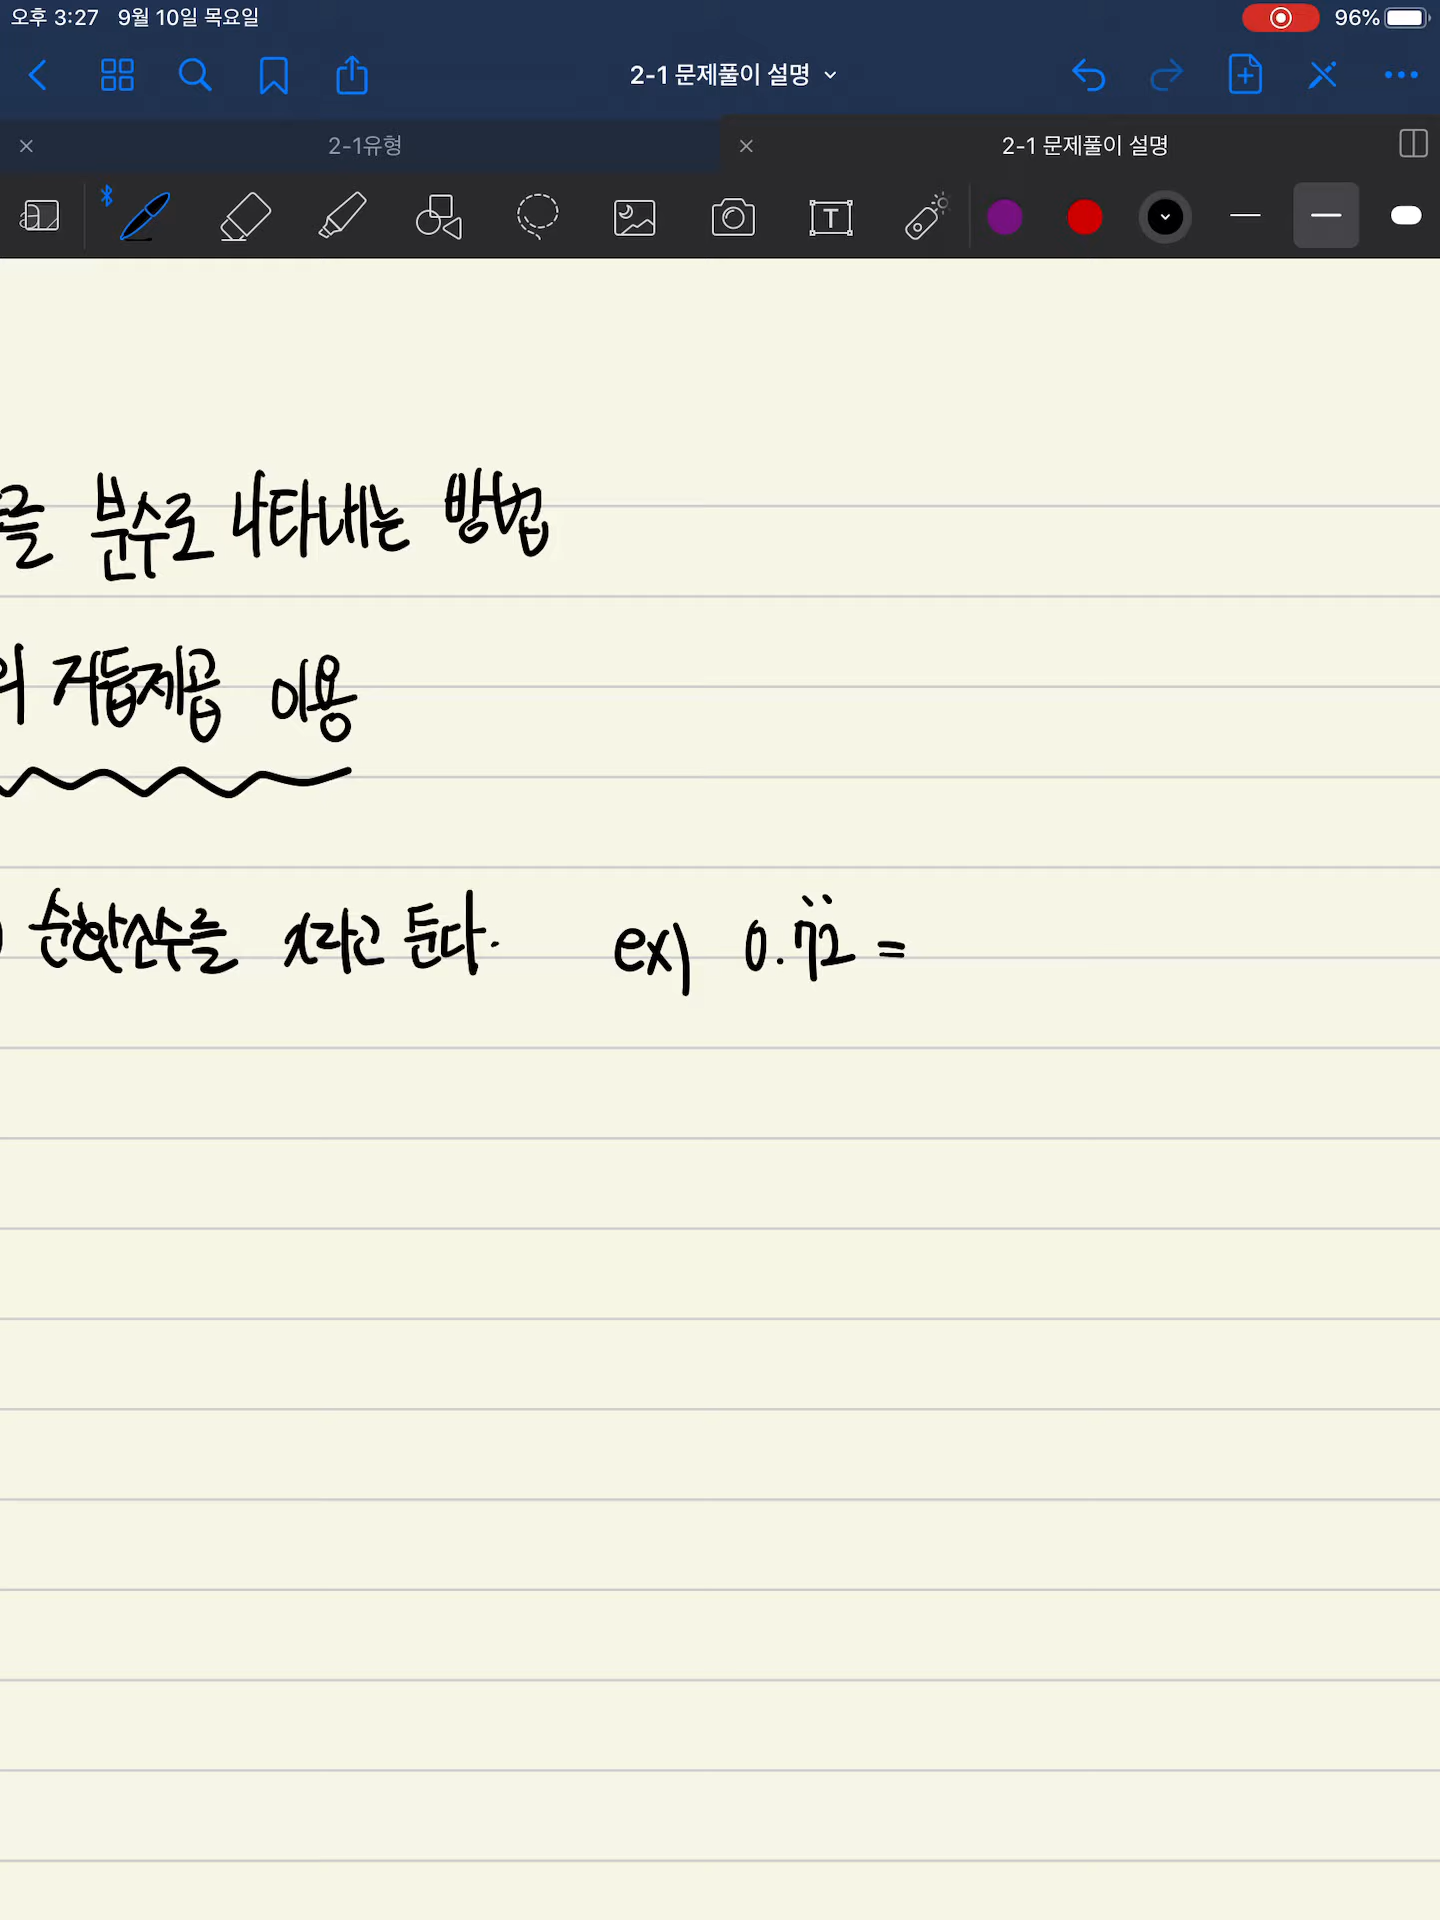 오후 3:27 9월 10일 목요일 96%
2-1 문제풀이 설명
2-1유형 2-1 문제풀이 설명
를 분수로 나타내는 방법
의 거듭제곱 이용
) 순환소수를 x라고 둔다. ex) 0.7̇2̇ =